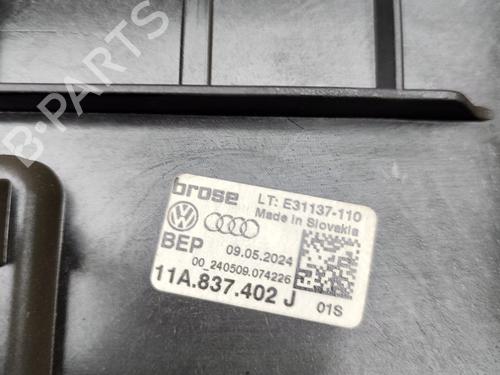 B-PARTS
brose LT: E31137-110
Made in Slovakia
BEP 09.05.2024
00_240509.074226
11A.837.402 J 01S